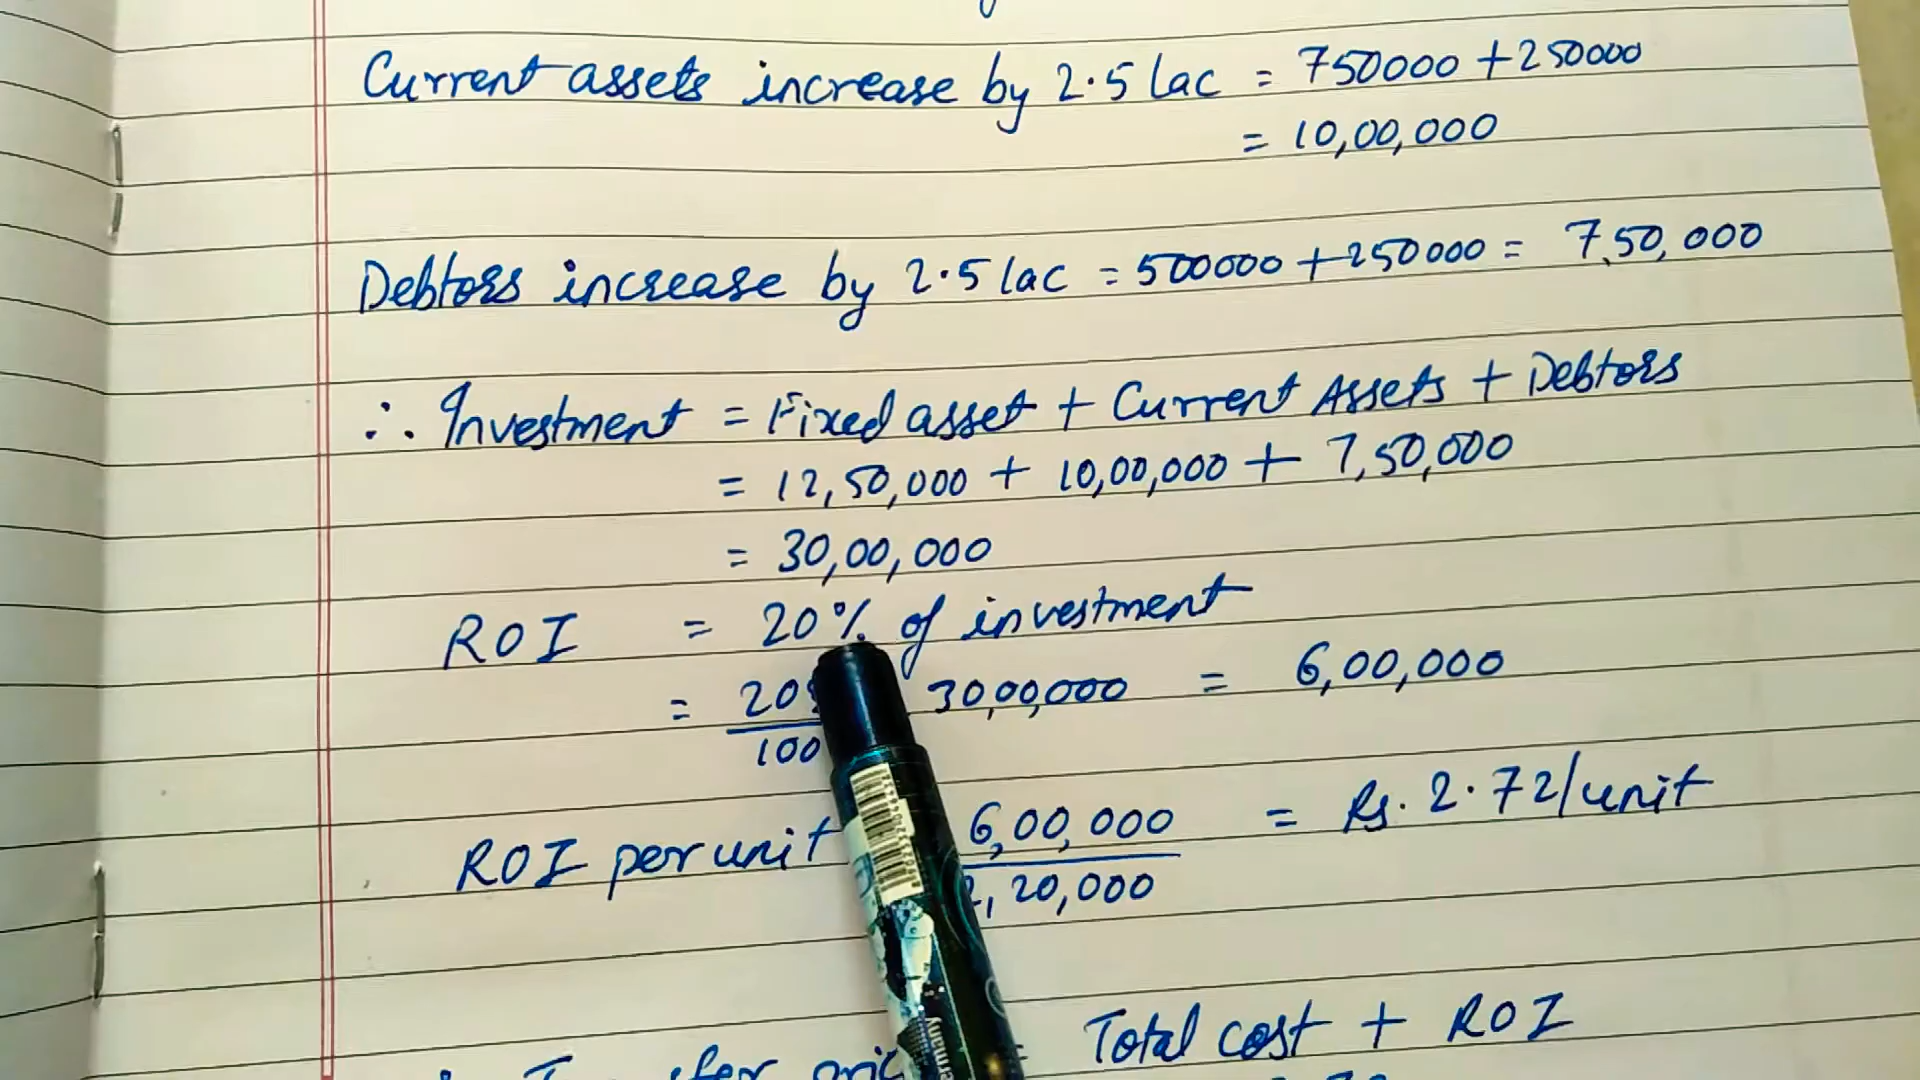 Current assets increase by 2.5 lac = 750000 + 250000
= 10,00,000
Debtors increase by 2.5 lac = 500000 + 250000 = 7,50,000
∴ Investment = Fixed asset + Current Assets + Debtors
= 12,50,000 + 10,00,000 + 7,50,000
= 30,00,000
ROI = 20% of investment
= 20 / 100 30,00,000 = 6,00,000
ROI per unit 6,00,000 / 2,20,000 = Rs. 2.72/unit
Total cost + ROI